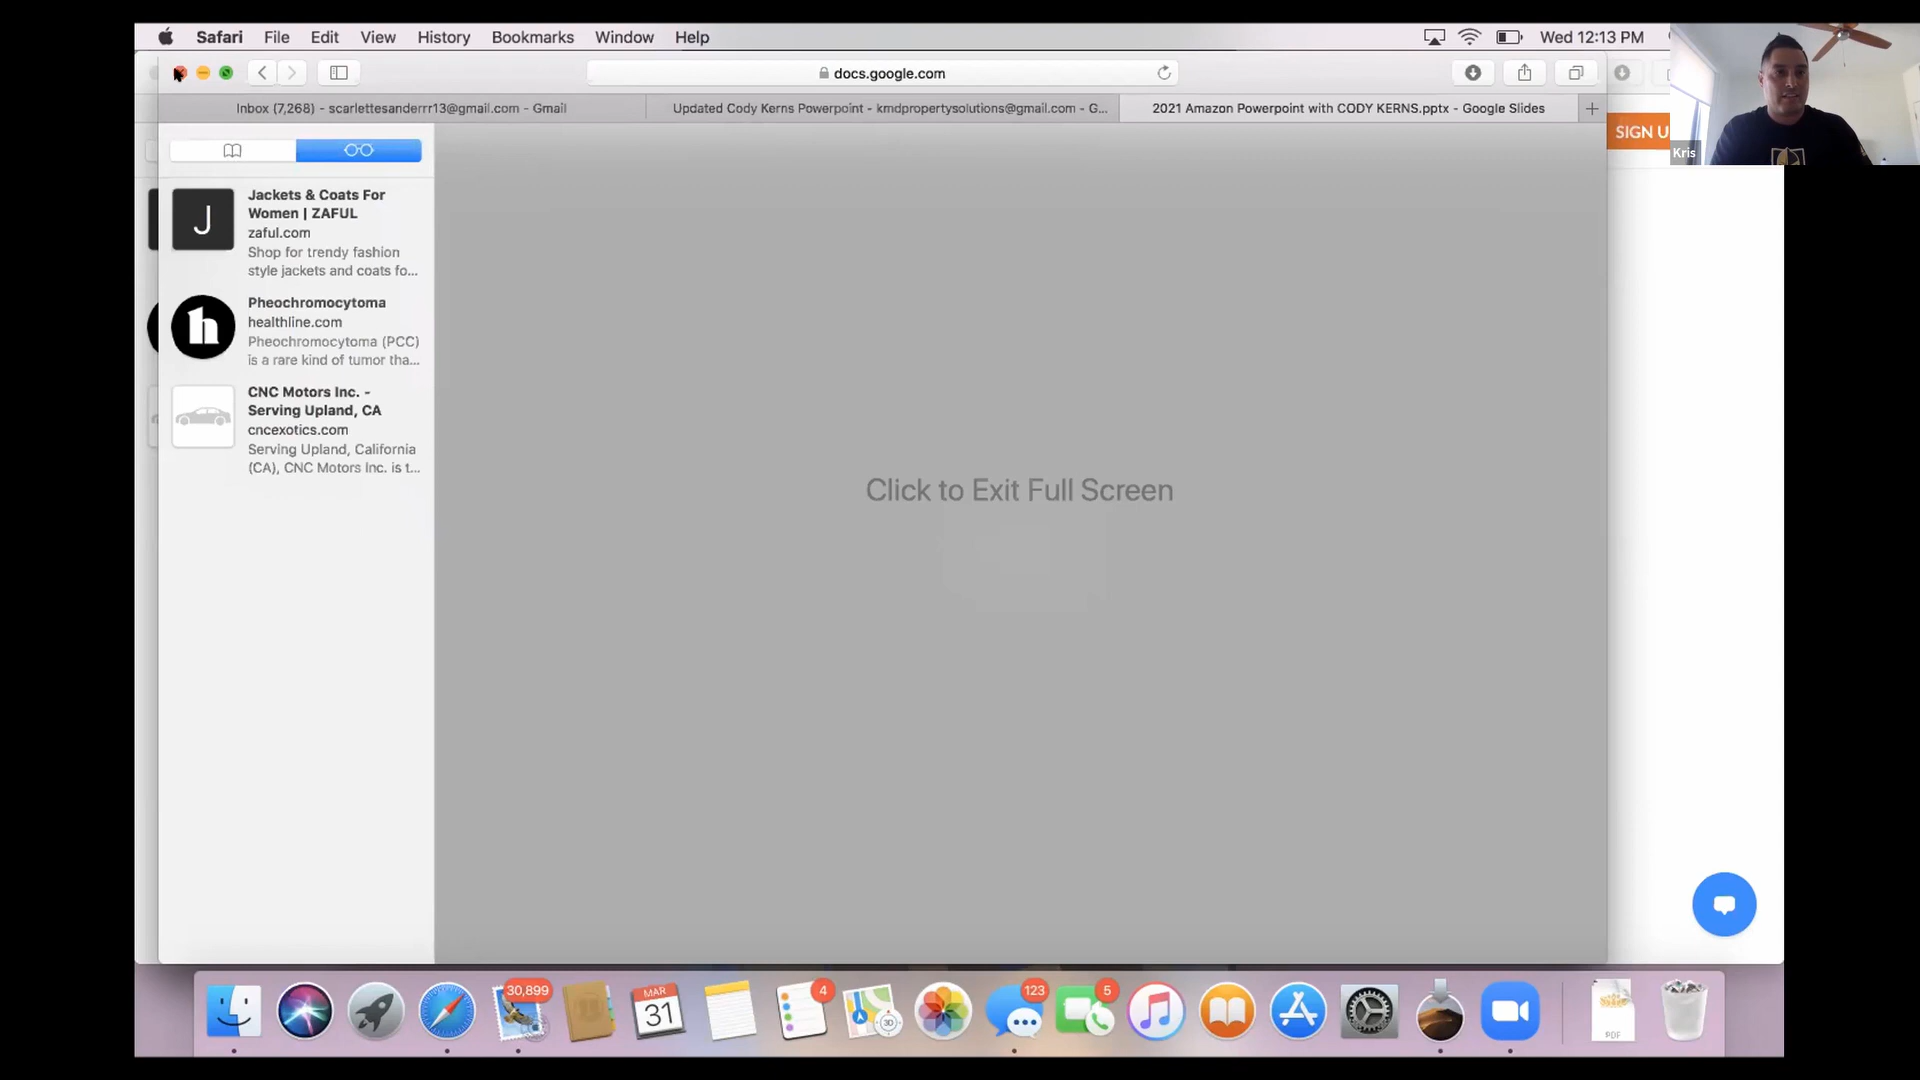 Safari File Edit View History Bookmarks Window Help
Wed 12:13 PM
docs.google.com
Inbox (7,268) - scarlettesanderrr13@gmail.com - Gmail
Updated Cody Kerns Powerpoint - kmdpropertysolutions@gmail.com - G...
2021 Amazon Powerpoint with CODY KERNS.pptx - Google Slides
SIGN U
Kris
J
Jackets & Coats For
Women | ZAFUL
zaful.com
Shop for trendy fashion
style jackets and coats fo...
h
Pheochromocytoma
healthline.com
Pheochromocytoma (PCC)
is a rare kind of tumor tha...
CNC Motors Inc. -
Serving Upland, CA
cncexotics.com
Serving Upland, California
(CA), CNC Motors Inc. is t...
Click to Exit Full Screen
30,899
MAR
31
4
3D
123
5
PDF